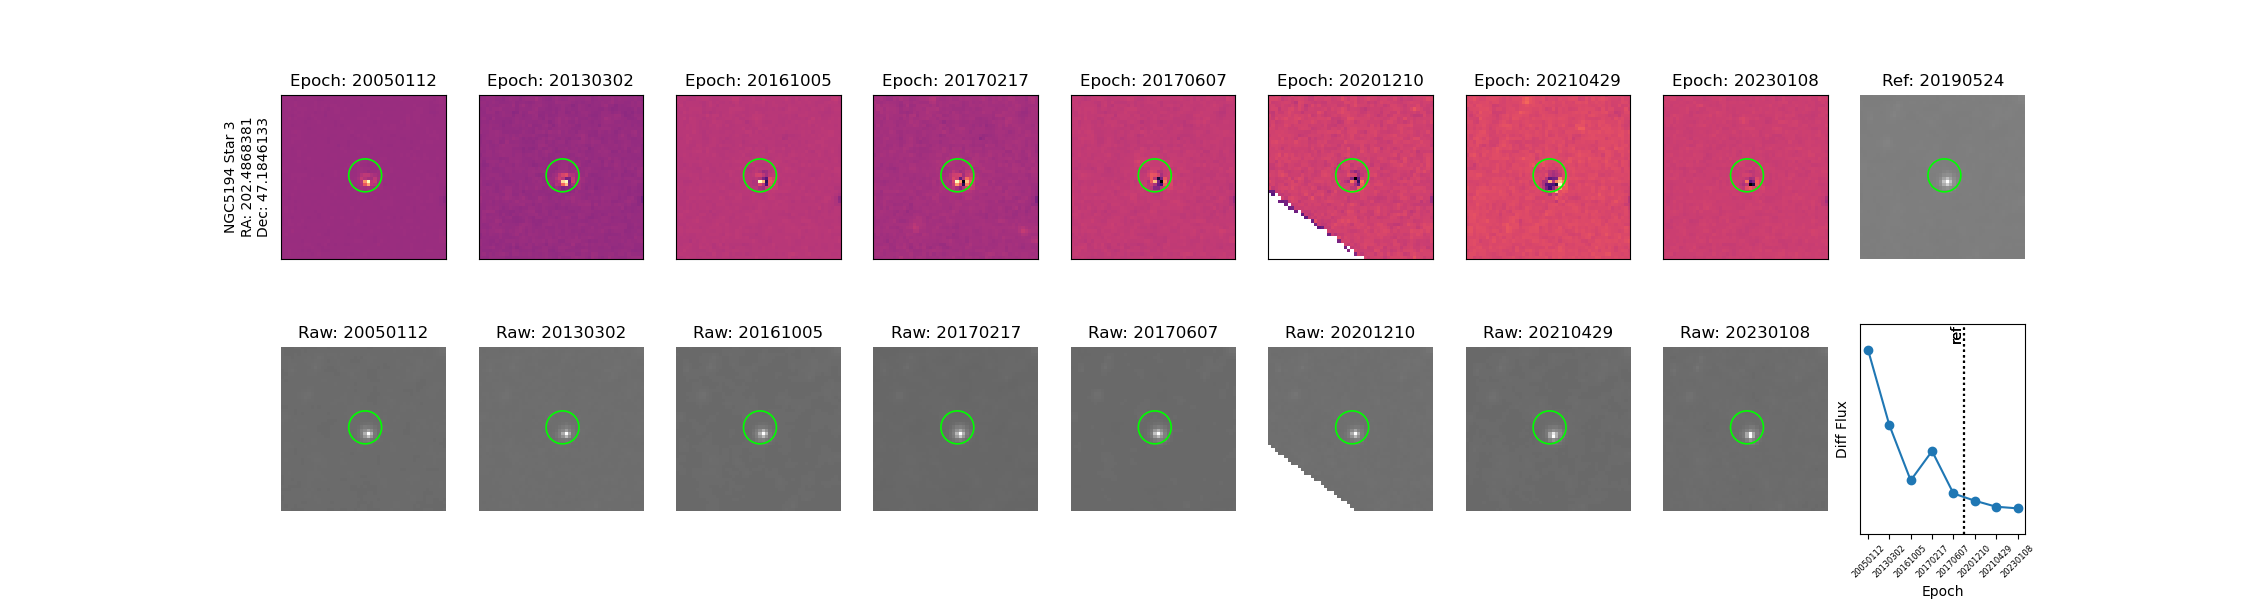 Epoch: 20050112
Epoch: 20130302
Epoch: 20161005
Epoch: 20170217
Epoch: 20170607
Epoch: 20201210
Epoch: 20210429
Epoch: 20230108
Ref: 20190524
NGC5194 Star 3
RA: 202.4868381
Dec: 47.1846133
Raw: 20050112
Raw: 20130302
Raw: 20161005
Raw: 20170217
Raw: 20170607
Raw: 20201210
Raw: 20210429
Raw: 20230108
ref
Diff Flux
20050112
20130302
20161005
20170217
20170607
20201210
20210429
20230108
Epoch